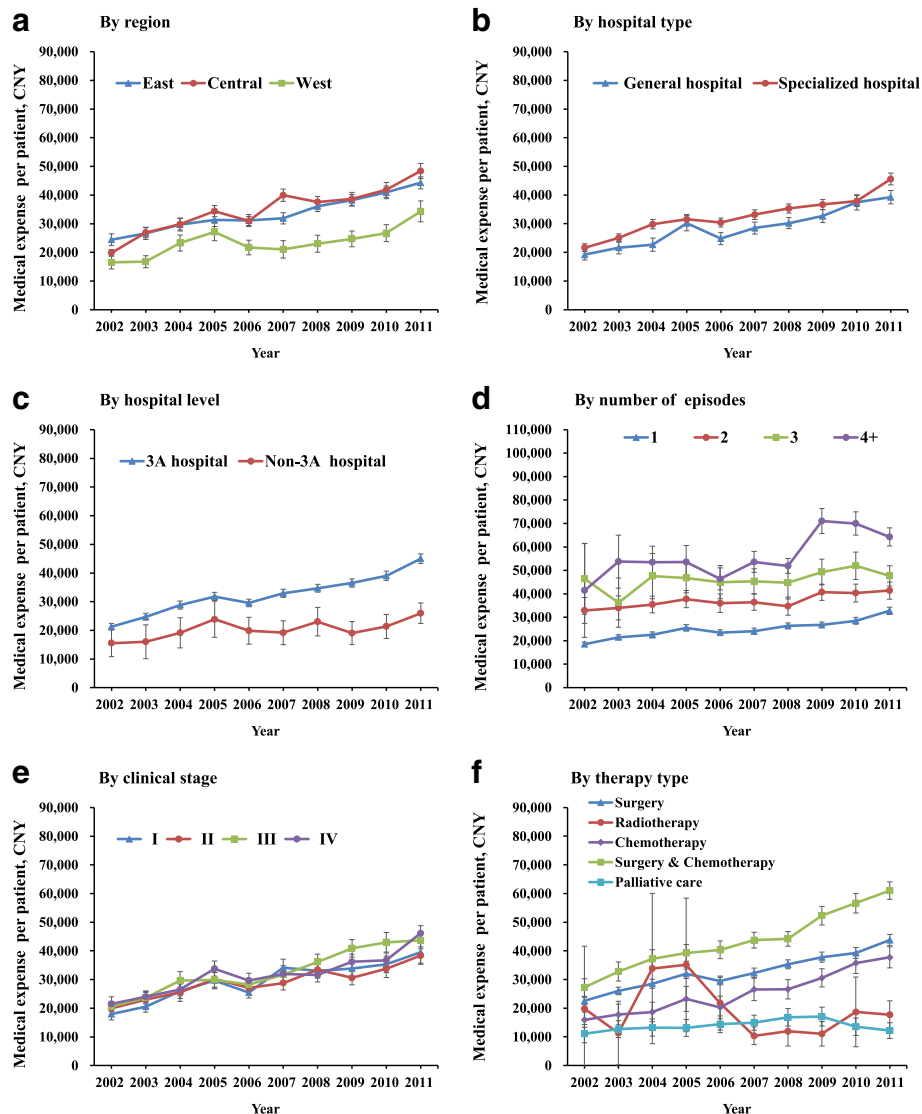 a By region
Medical expense per patient, CNY
90,000
80,000
70,000
60,000
50,000
40,000
30,000
20,000
10,000
0
East Central West
2002 2003 2004 2005 2006 2007 2008 2009 2010 2011
Year
b By hospital type
Medical expense per patient, CNY
90,000
80,000
70,000
60,000
50,000
40,000
30,000
20,000
10,000
0
General hospital Specialized hospital
2002 2003 2004 2005 2006 2007 2008 2009 2010 2011
Year
c By hospital level
Medical expense per patient, CNY
90,000
80,000
70,000
60,000
50,000
40,000
30,000
20,000
10,000
0
3A hospital Non-3A hospital
2002 2003 2004 2005 2006 2007 2008 2009 2010 2011
Year
d By number of episodes
Medical expense per patient, CNY
110,000
100,000
90,000
80,000
70,000
60,000
50,000
40,000
30,000
20,000
10,000
0
1 2 3 4+
2002 2003 2004 2005 2006 2007 2008 2009 2010 2011
Year
e By clinical stage
Medical expense per patient, CNY
90,000
80,000
70,000
60,000
50,000
40,000
30,000
20,000
10,000
0
I II III IV
2002 2003 2004 2005 2006 2007 2008 2009 2010 2011
Year
f By therapy type
Medical expense per patient, CNY
90,000
80,000
70,000
60,000
50,000
40,000
30,000
20,000
10,000
0
Surgery
Radiotherapy
Chemotherapy
Surgery & Chemotherapy
Palliative care
2002 2003 2004 2005 2006 2007 2008 2009 2010 2011
Year